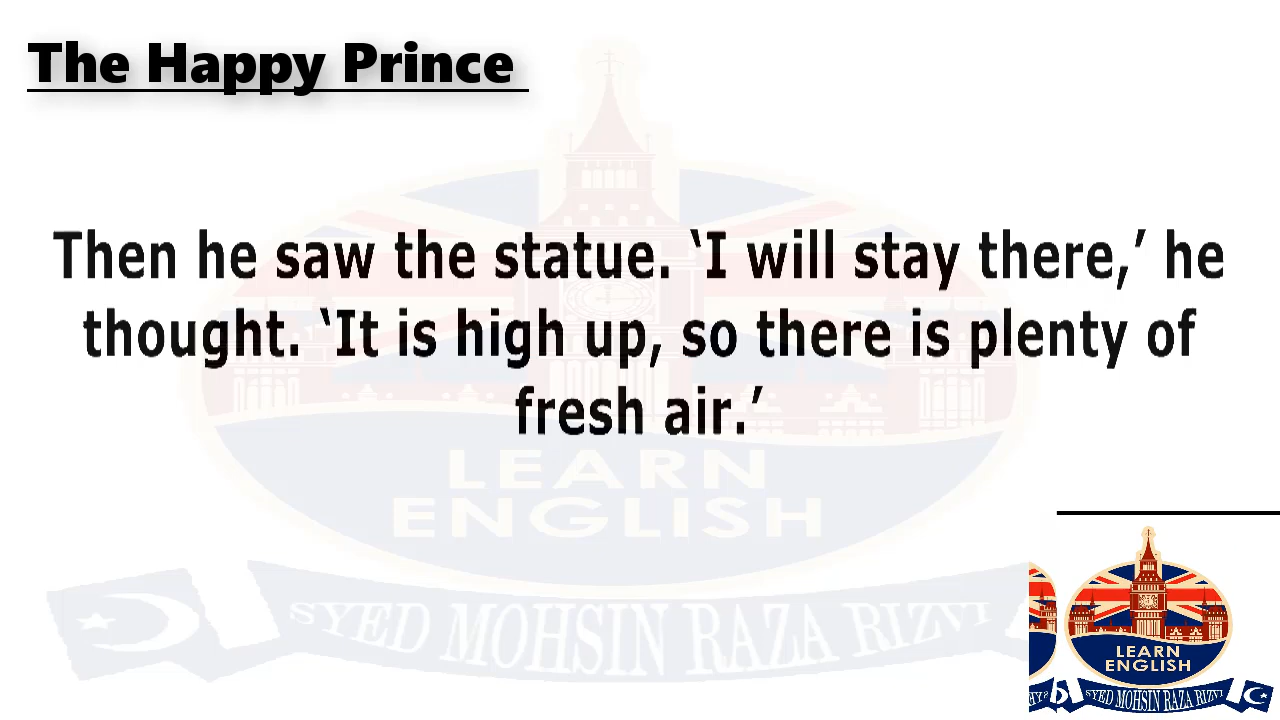 The Happy Prince
Then he saw the statue. ‘I will stay there,’ he
thought. ‘It is high up, so there is plenty of
fresh air.’
LEARN
ENGLISH
SYED MOHSIN RAZA RIZVI
LEARN
ENGLISH
SYED MOHSIN RAZA RIZVI